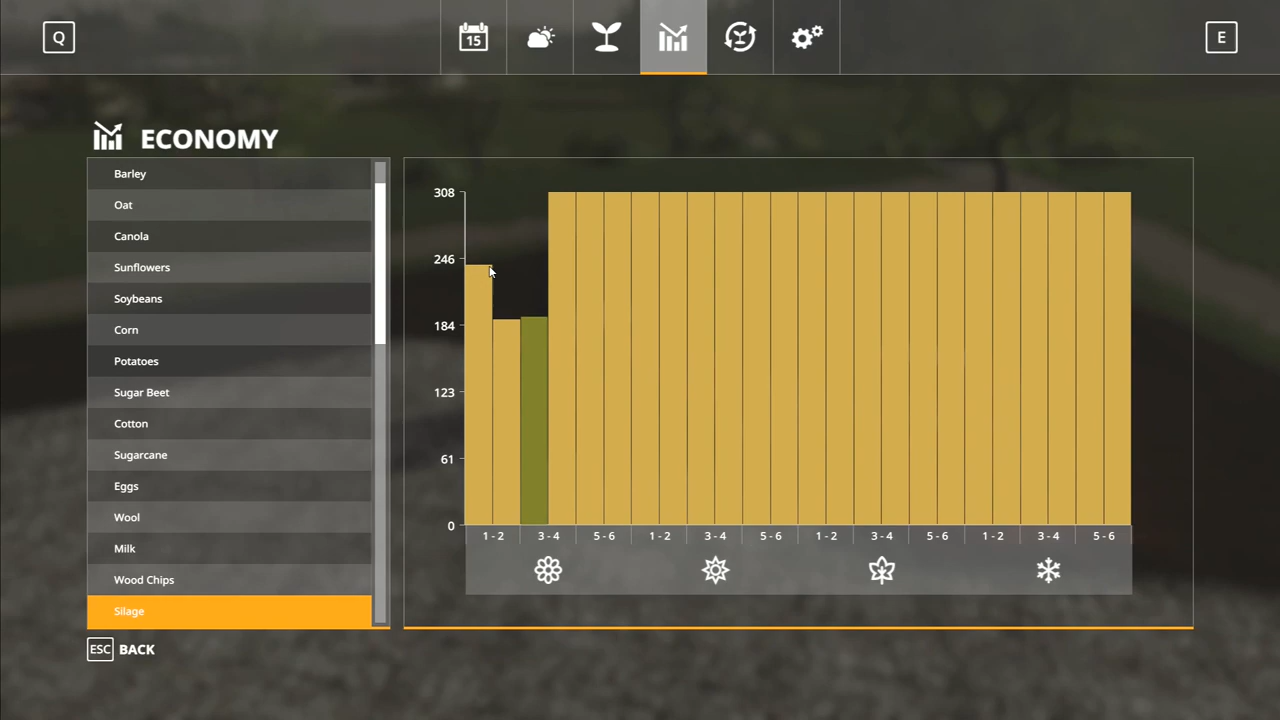 Q
15
E
ECONOMY
Barley
Oat
Canola
Sunflowers
Soybeans
Corn
Potatoes
Sugar Beet
Cotton
Sugarcane
Eggs
Wool
Milk
Wood Chips
Silage
308
246
184
123
61
0
1 - 2 3 - 4 5 - 6 1 - 2 3 - 4 5 - 6 1 - 2 3 - 4 5 - 6 1 - 2 3 - 4 5 - 6
ESC BACK